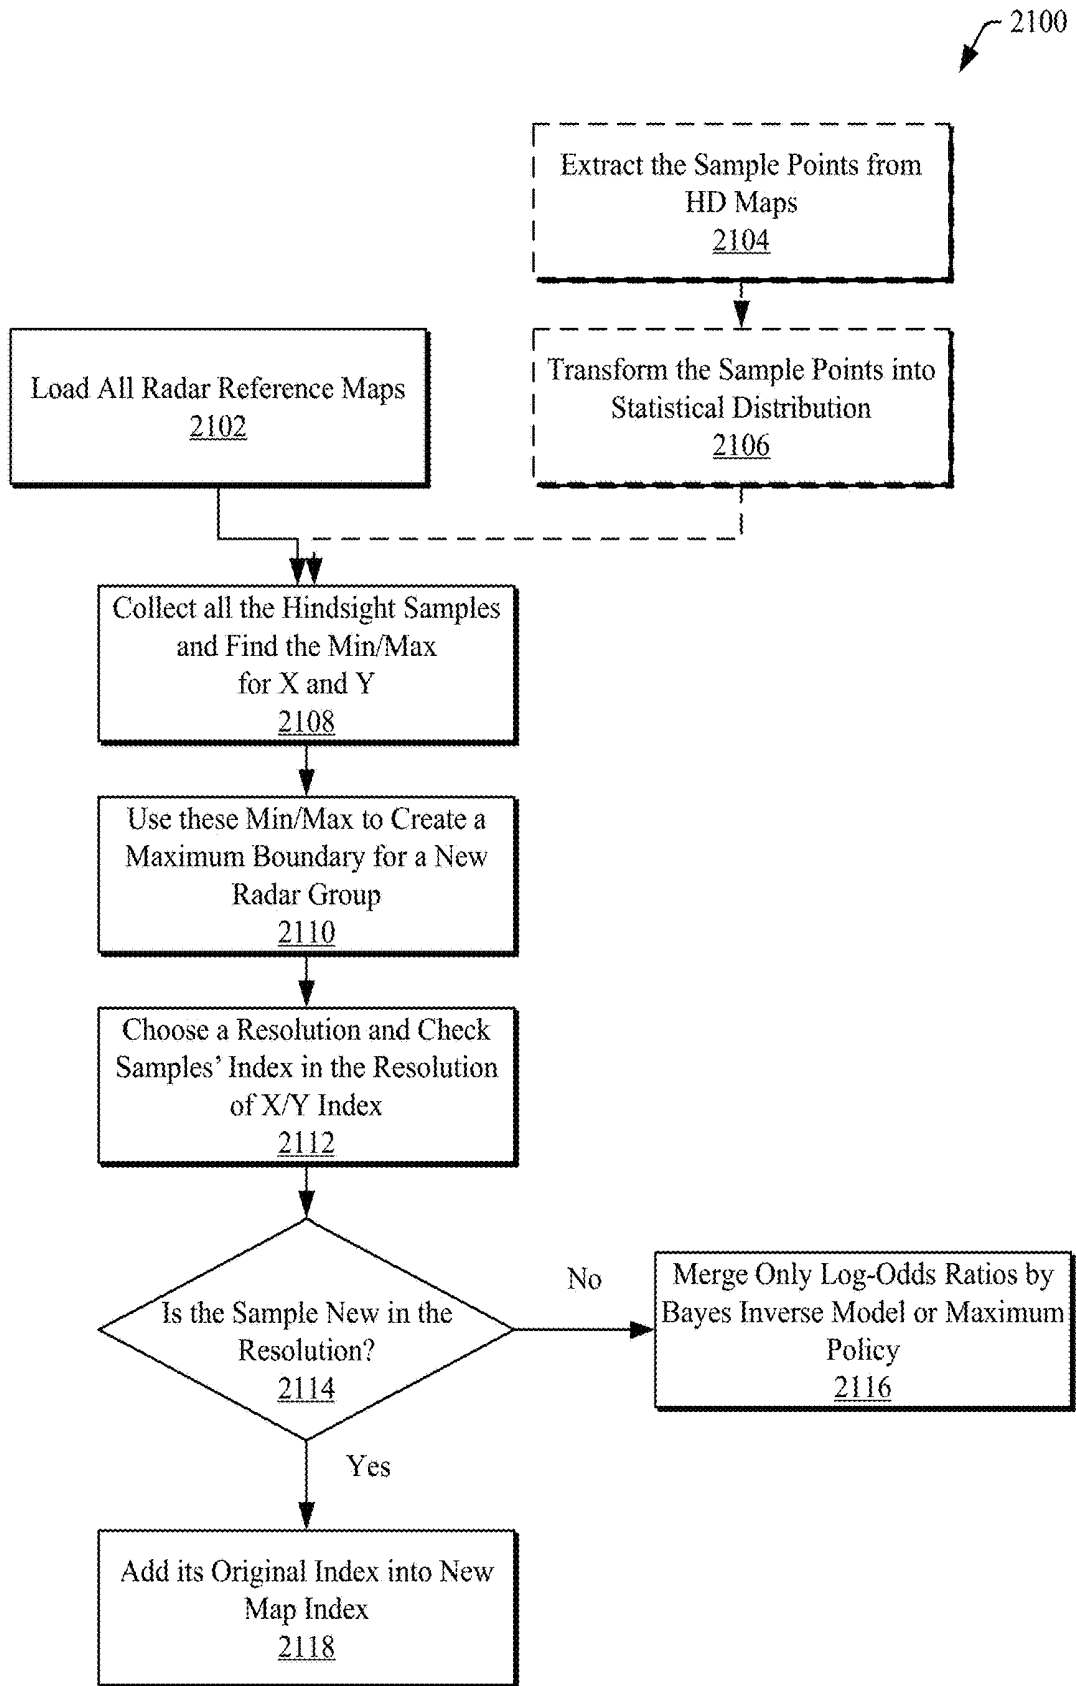 2100
Extract the Sample Points from
HD Maps
2104
Load All Radar Reference Maps
2102
Transform the Sample Points into
Statistical Distribution
2106
Collect all the Hindsight Samples
and Find the Min/Max
for X and Y
2108
Use these Min/Max to Create a
Maximum Boundary for a New
Radar Group
2110
Choose a Resolution and Check
Samples’ Index in the Resolution
of X/Y Index
2112
Is the Sample New in the
Resolution?
2114
No
Merge Only Log-Odds Ratios by
Bayes Inverse Model or Maximum
Policy
2116
Yes
Add its Original Index into New
Map Index
2118